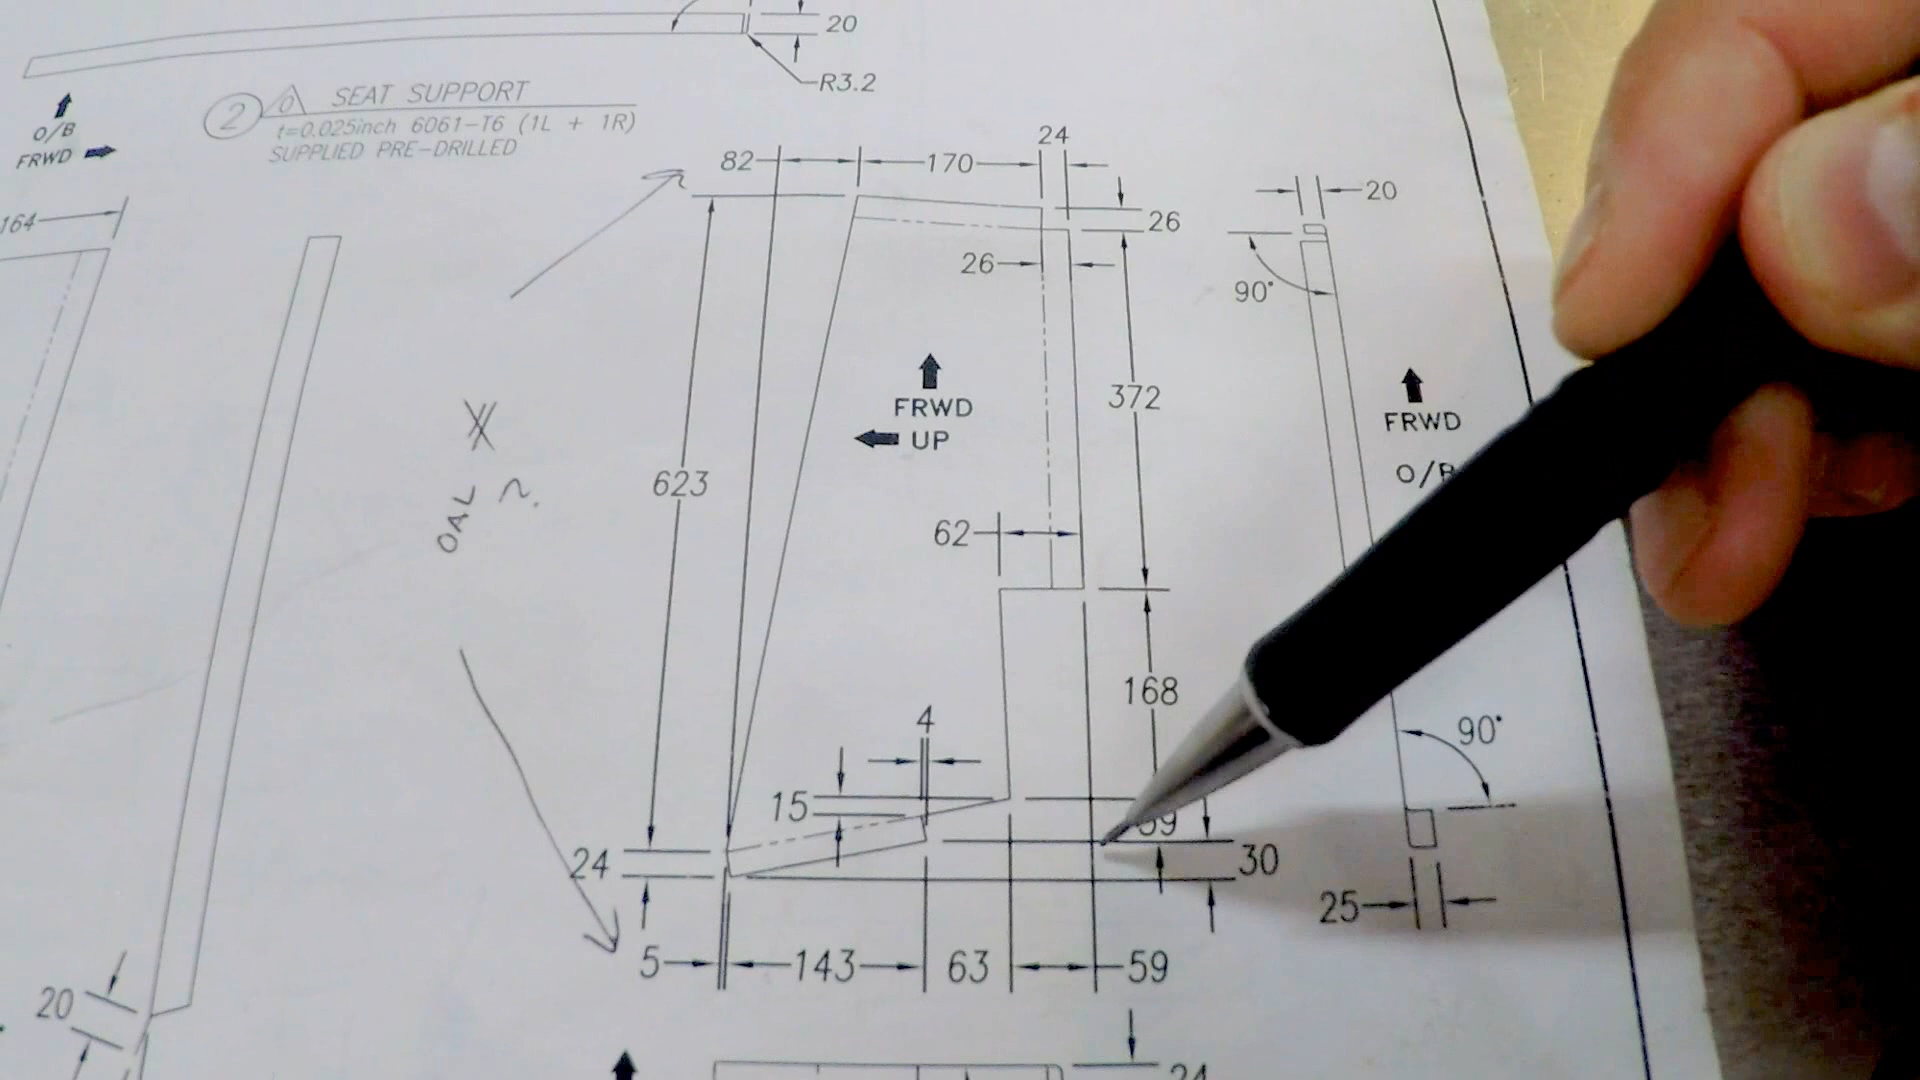 20
R3.2
2 0 SEAT SUPPORT
t=0.025inch 6061-T6 (1L + 1R)
SUPPLIED PRE-DRILLED
O/B
FRWD
164
82
170
24
26
26
20
90°
FRWD
UP
372
FRWD
623
OAL
?
62
168
4
90°
15
24
30
25
5
143
63
59
20
24